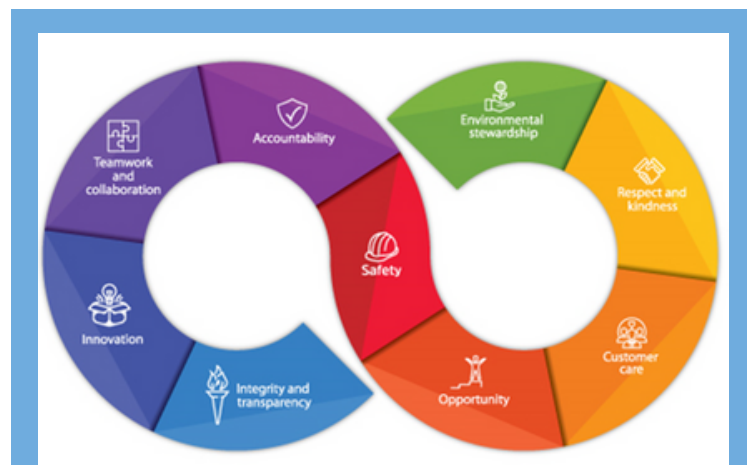 Accountability
Teamwork
and
collaboration
Innovation
Integrity and
transparency
Safety
Environmental
stewardship
Respect and
kindness
Customer
care
Opportunity